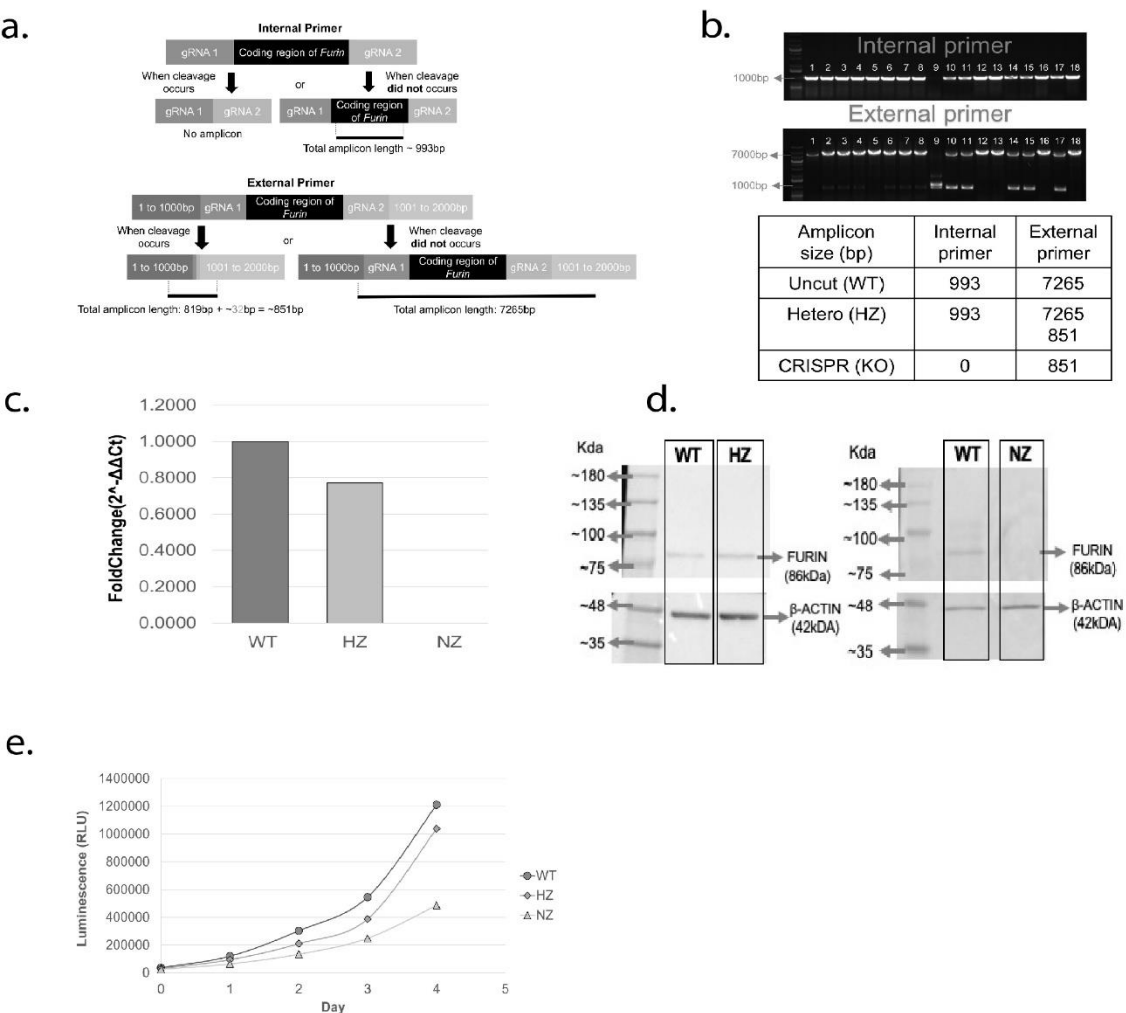 a.
Internal Primer
gRNA 1 Coding region of Furin gRNA 2
When cleavage occurs
or
When cleavage did not occurs
gRNA 1 gRNA 2
gRNA 1 Coding region of Furin gRNA 2
No amplicon
Total amplicon length ~ 993bp
External Primer
1 to 1000bp gRNA 1 Coding region of Furin gRNA 2 1001 to 2000bp
When cleavage occurs
or
When cleavage did not occurs
1 to 1000bp 1001 to 2000bp
1 to 1000bp gRNA 1 Coding region of Furin gRNA 2 1001 to 2000bp
Total amplicon length: 819bp + ~32bp = ~851bp
Total amplicon length: 7265bp
b.
Internal primer
1 2 3 4 5 6 7 8 9 10 11 12 13 14 15 16 17 18
1000bp
External primer
1 2 3 4 5 6 7 8 9 10 11 12 13 14 15 16 17 18
7000bp
1000bp
Amplicon size (bp) Internal primer External primer
Uncut (WT) 993 7265
Hetero (HZ) 993 7265
851
CRISPR (KO) 0 851
c.
FoldChange(2^-ΔΔCt)
1.2000
1.0000
0.8000
0.6000
0.4000
0.2000
0.0000
WT HZ NZ
d.
Kda WT HZ
~180
~135
~100
~75
FURIN
(86kDa)
~48
β-ACTIN
(42kDA)
~35
Kda WT NZ
~180
~135
~100
~75
FURIN
(86kDa)
~48
β-ACTIN
(42kDA)
~35
e.
Luminescence (RLU)
1400000
1200000
1000000
800000
600000
400000
200000
0
0 1 2 3 4 5
Day
WT
HZ
NZ